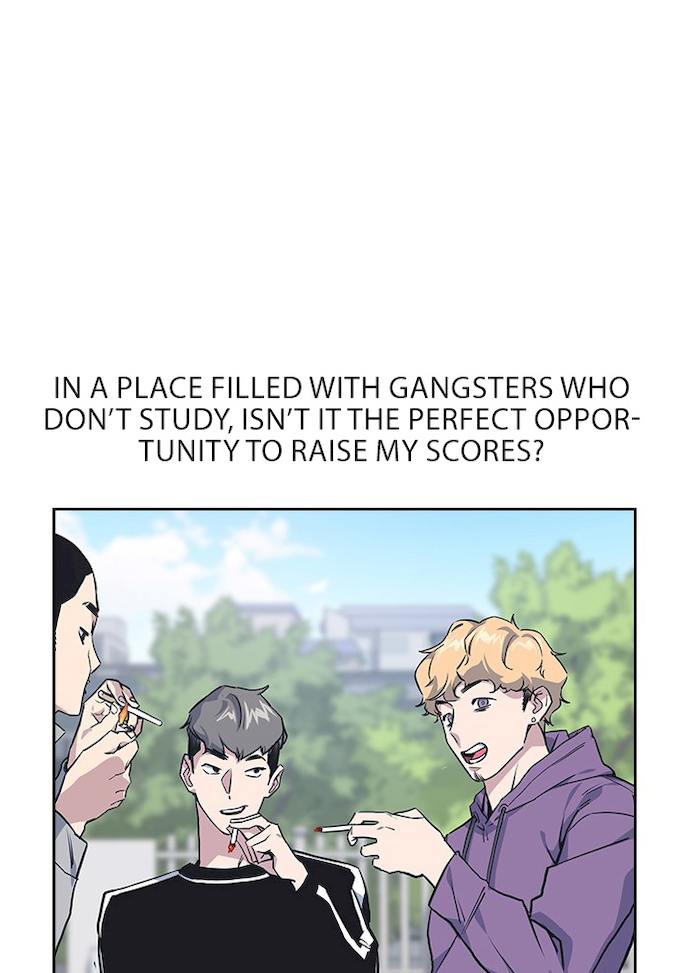 IN A PLACE FILLED WITH GANGSTERS WHO
DON'T STUDY, ISN'T IT THE PERFECT OPPOR-
TUNITY TO RAISE MY SCORES?